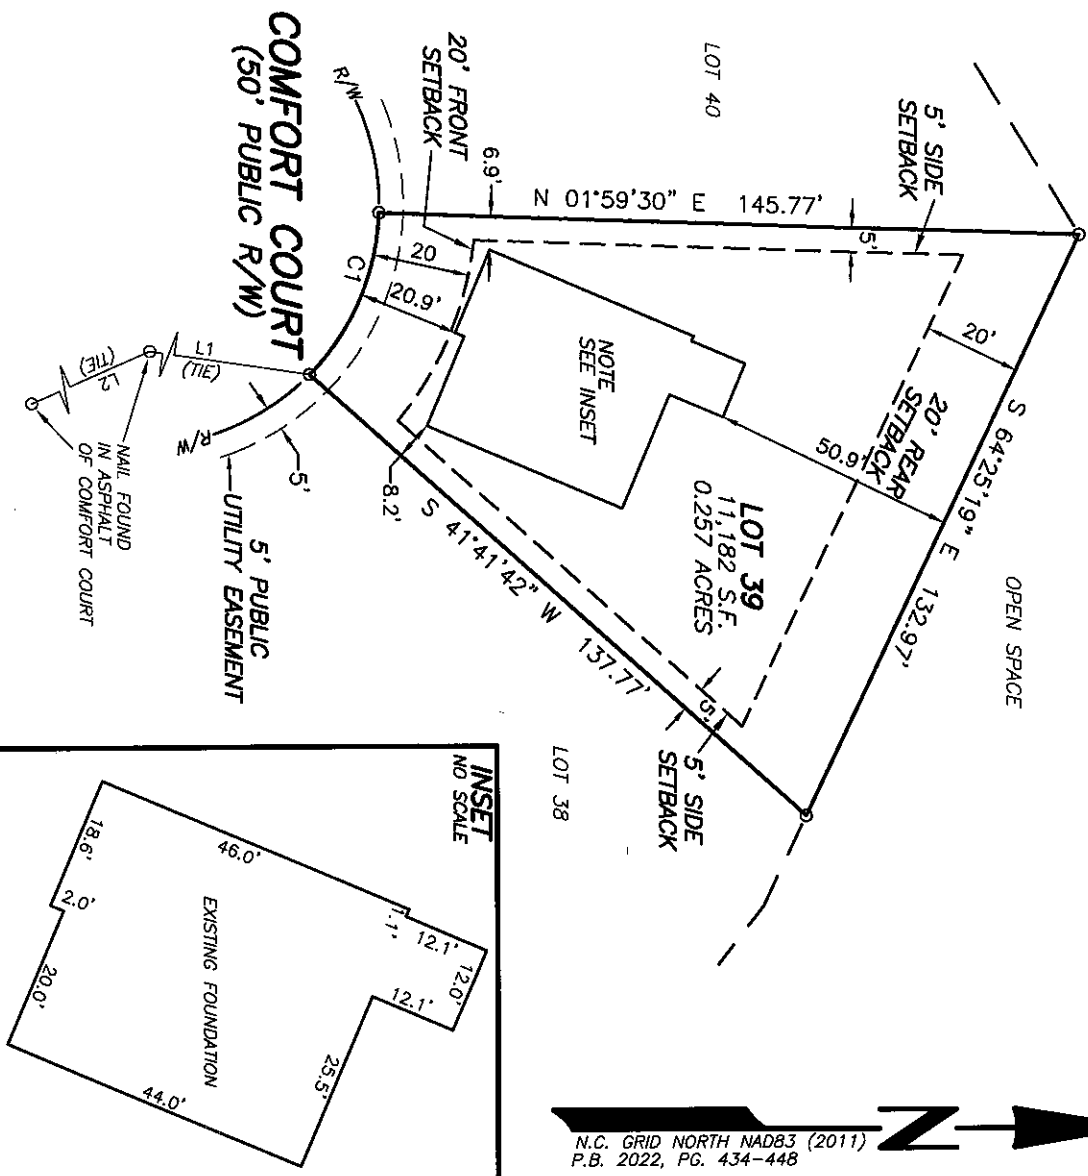 LOT 40
5' SIDE
SETBACK
20' FRONT
SETBACK
R/W
6.9'
N 01°59'30" E 145.77'
5'
COMFORT COURT
(50' PUBLIC R/W)
C1
20
20.9'
NOTE
SEE INSET
20'
20' REAR
SETBACK
50.9'
S 64°25'19" E 132.97'
OPEN SPACE
LOT 39
11,182 S.F.
0.257 ACRES
L1
(TIE)
L2
(TIE)
NAIL FOUND
IN ASPHALT
OF COMFORT COURT
R/W
5'
8.2'
S 41°41'42" W 137.77'
5' PUBLIC
UTILITY EASEMENT
5'
5' SIDE
SETBACK
LOT 38
INSET
NO SCALE
46.0'
18.6'
2.0'
20.0'
44.0'
25.5'
12.1'
12.0'
12.1'
1.1'
EXISTING FOUNDATION
N
N.C. GRID NORTH NAD83 (2011)
P.B. 2022, PG. 434-448